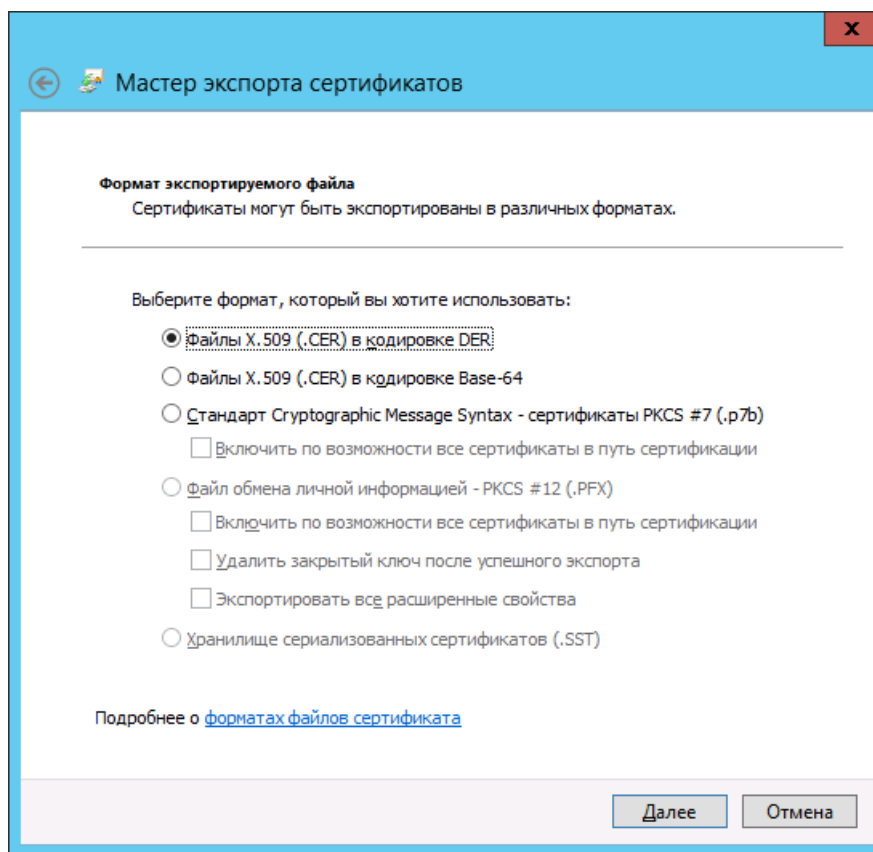 x
Мастер экспорта сертификатов
Формат экспортируемого файла
Сертификаты могут быть экспортированы в различных форматах.
Выберите формат, который вы хотите использовать:
Файлы X.509 (.CER) в кодировке DER
Файлы X.509 (.CER) в кодировке Base-64
Стандарт Cryptographic Message Syntax - сертификаты PKCS #7 (.p7b)
Включить по возможности все сертификаты в путь сертификации
Файл обмена личной информацией - PKCS #12 (.PFX)
Включить по возможности все сертификаты в путь сертификации
Удалить закрытый ключ после успешного экспорта
Экспортировать все расширенные свойства
Хранилище сериализованных сертификатов (.SST)
Подробнее о форматах файлов сертификата
Далее Отмена